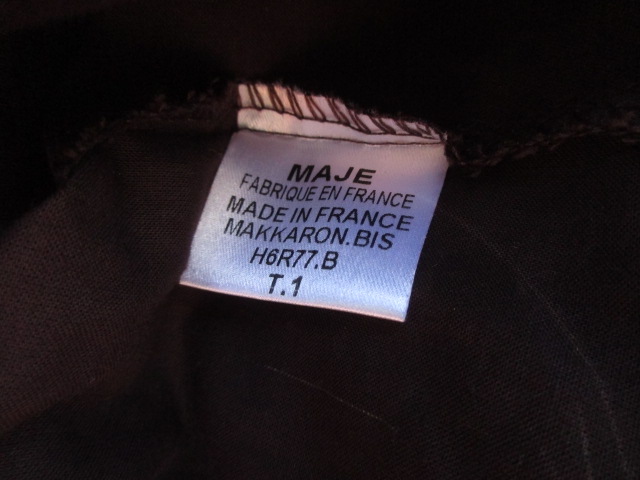 MAJE
FABRIQUE EN FRANCE
MADE IN FRANCE
MAKKARON.BIS
H6R77.B
T.1